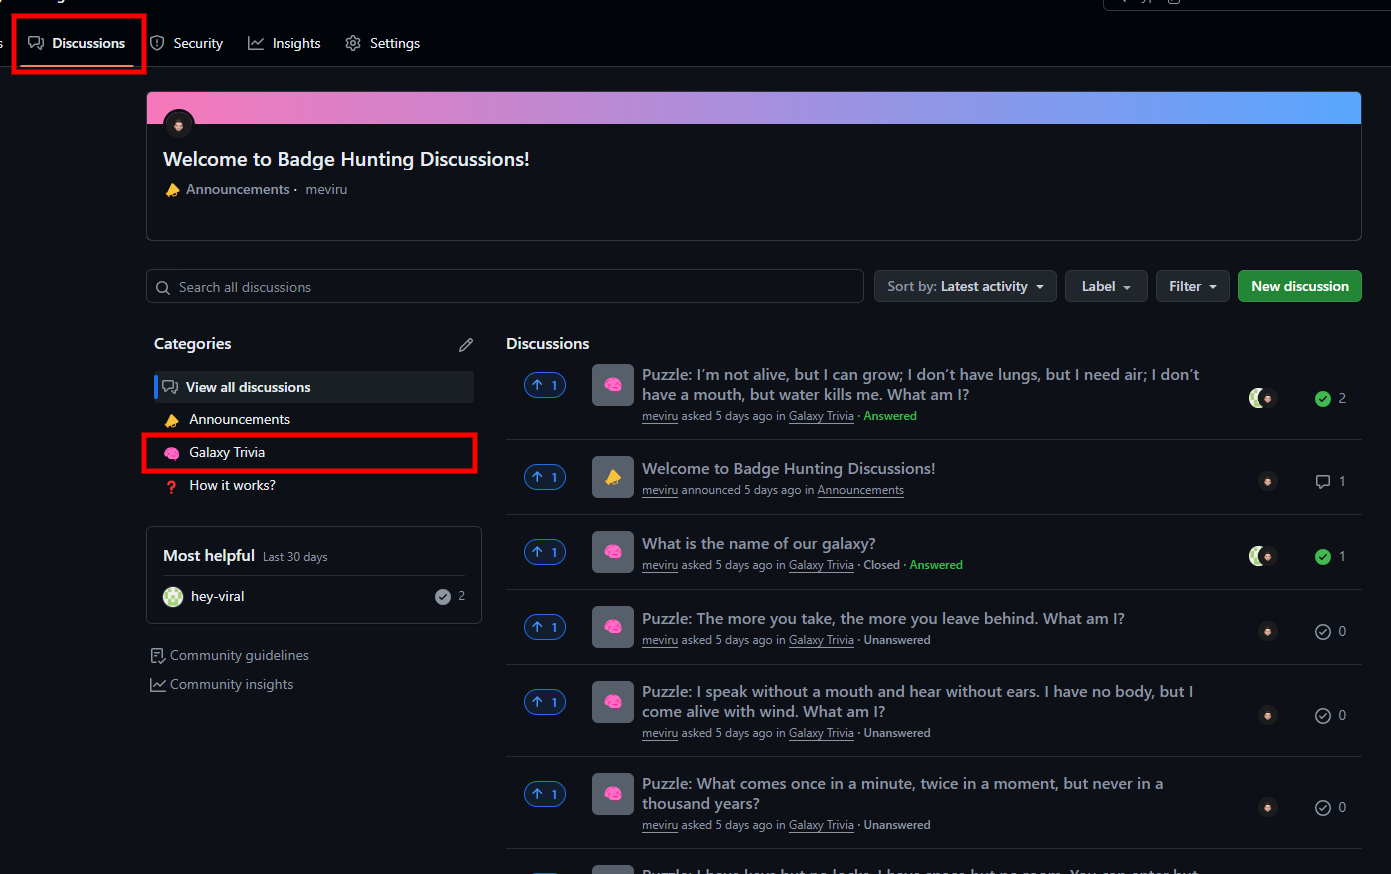 Discussions
Security
Insights
Settings
Welcome to Badge Hunting Discussions!
Announcements · meviru
Search all discussions
Sort by: Latest activity
Label
Filter
New discussion
Categories
View all discussions
Announcements
Galaxy Trivia
How it works?
Most helpful Last 30 days
hey-viral 2
Community guidelines
Community insights
Discussions
1
Puzzle: I’m not alive, but I can grow; I don’t have lungs, but I need air; I don’t
have a mouth, but water kills me. What am I?
meviru asked 5 days ago in Galaxy Trivia · Answered
2
1
Welcome to Badge Hunting Discussions!
meviru announced 5 days ago in Announcements
1
1
What is the name of our galaxy?
meviru asked 5 days ago in Galaxy Trivia · Closed · Answered
1
1
Puzzle: The more you take, the more you leave behind. What am I?
meviru asked 5 days ago in Galaxy Trivia · Unanswered
0
1
Puzzle: I speak without a mouth and hear without ears. I have no body, but I
come alive with wind. What am I?
meviru asked 5 days ago in Galaxy Trivia · Unanswered
0
1
Puzzle: What comes once in a minute, twice in a moment, but never in a
thousand years?
meviru asked 5 days ago in Galaxy Trivia · Unanswered
0